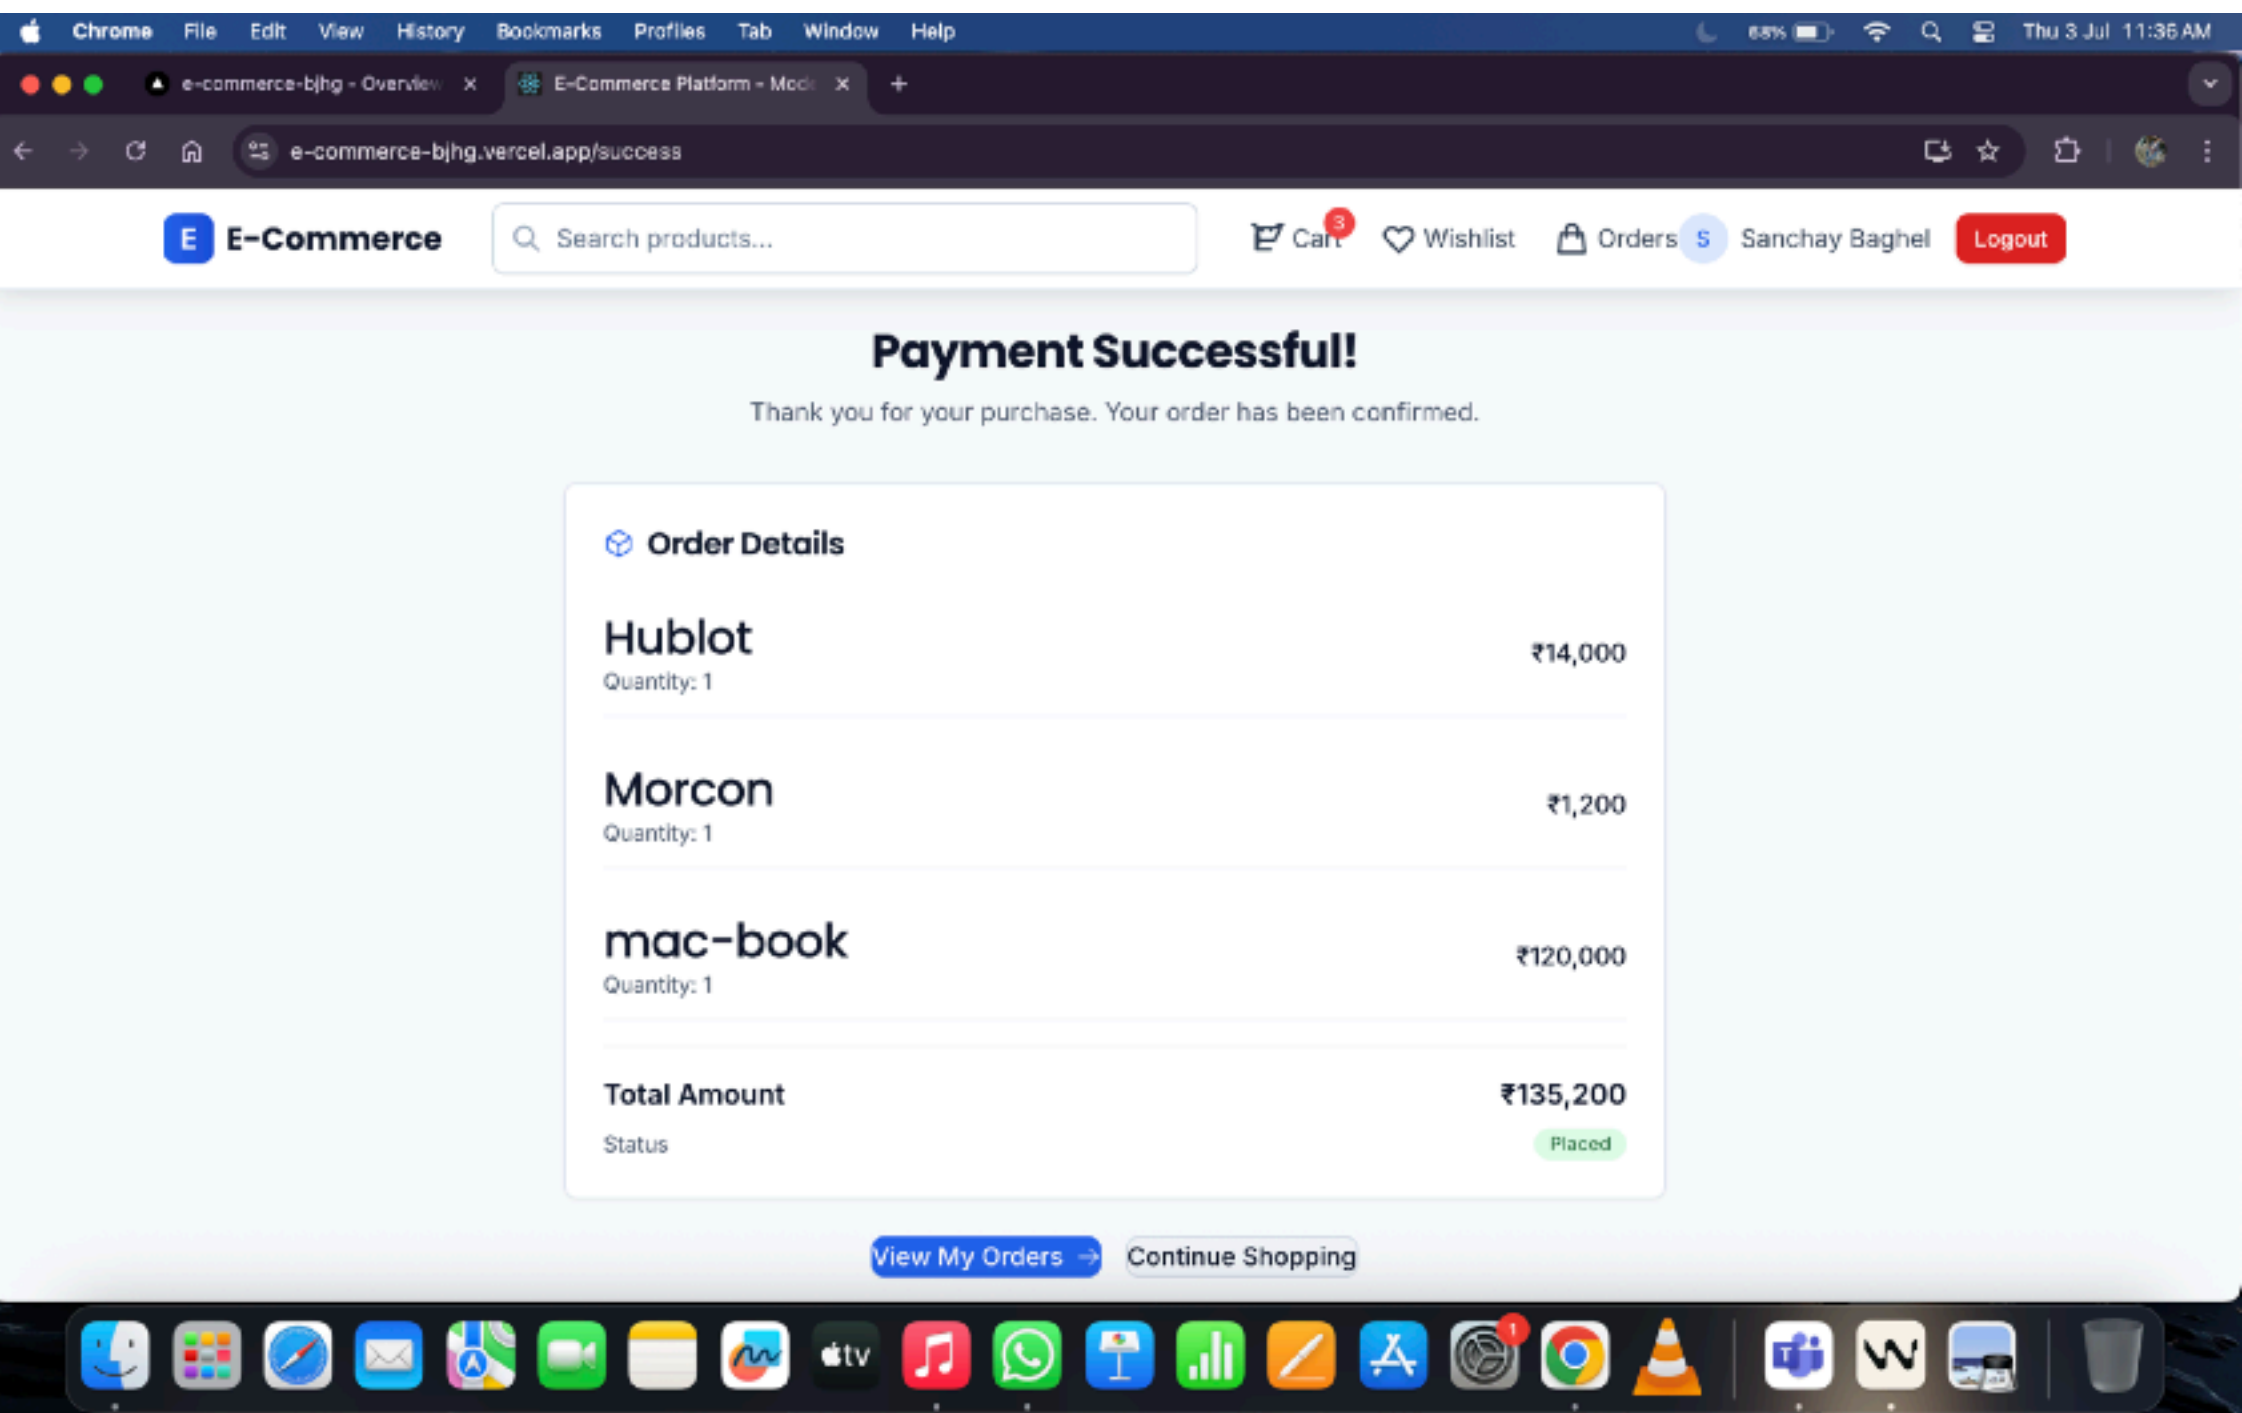 Chrome File Edit View History Bookmarks Profiles Tab Window Help 68% Thu 3 Jul 11:36 AM
e-commerce-bjhg - Overview E-Commerce Platform - Mod
e-commerce-bjhg.vercel.app/success
E E-Commerce Search products... Cart 3 Wishlist Orders S Sanchay Baghel Logout
Payment Successful!
Thank you for your purchase. Your order has been confirmed.
Order Details
Hublot ₹14,000
Quantity: 1
Morcon ₹1,200
Quantity: 1
mac-book ₹120,000
Quantity: 1
Total Amount ₹135,200
Status Placed
View My Orders → Continue Shopping
tv 1